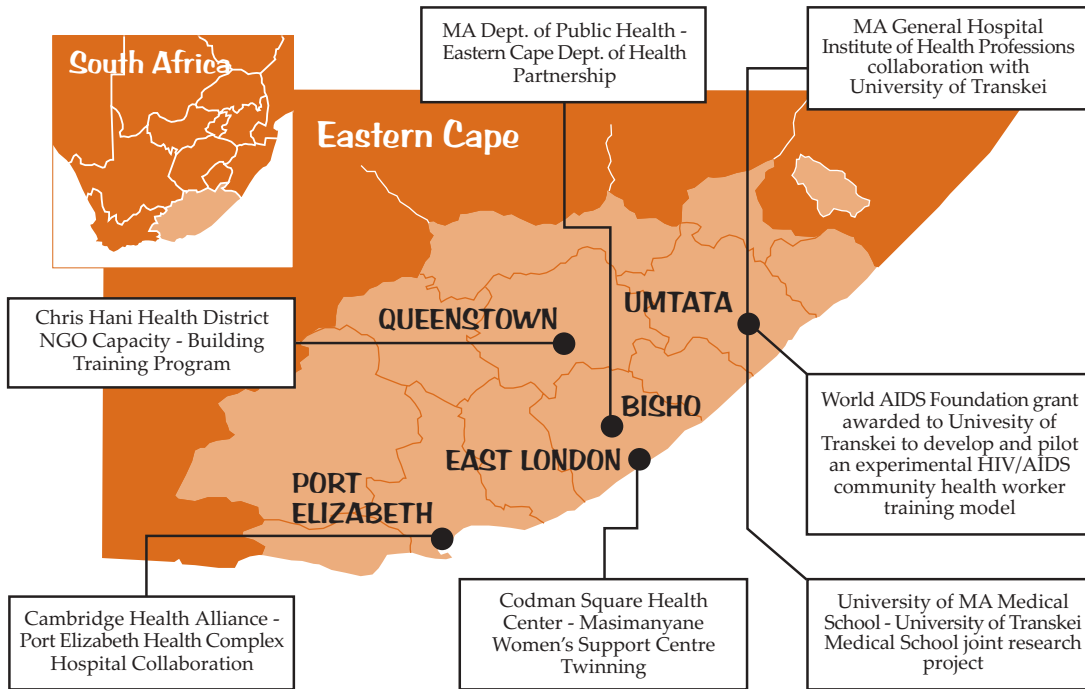 South Africa
Eastern Cape
MA Dept. of Public Health -
Eastern Cape Dept. of Health
Partnership
MA General Hospital
Institute of Health Professions
collaboration with
University of Transkei
Chris Hani Health District
NGO Capacity - Building
Training Program
QUEENSTOWN
UMTATA
BISHO
EAST LONDON
PORT
ELIZABETH
World AIDS Foundation grant
awarded to Univesity of
Transkei to develop and pilot
an experimental HIV/AIDS
community health worker
training model
Cambridge Health Alliance -
Port Elizabeth Health Complex
Hospital Collaboration
Codman Square Health
Center - Masimanyane
Women's Support Centre
Twinning
University of MA Medical
School - University of Transkei
Medical School joint research
project